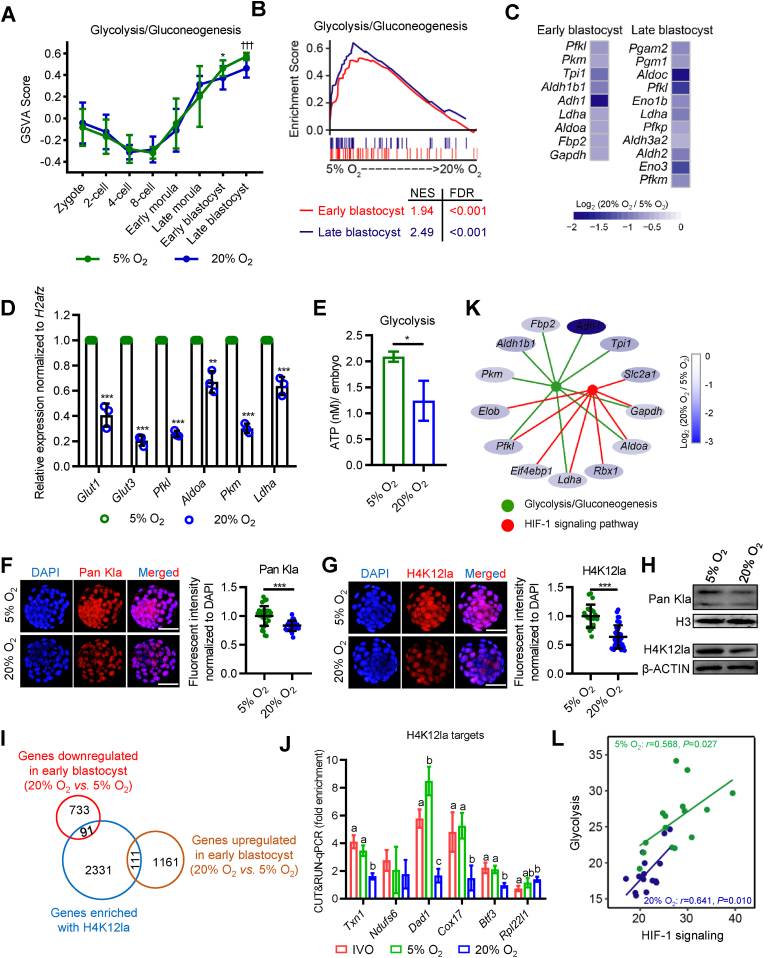 A
Glycolysis/Gluconeogenesis
GSVA Score
0.6
0.4
0.2
0.0
-0.2
-0.4
*
†††
Zygote
2-cell
4-cell
8-cell
Early morula
Late morula
Early blastocyst
Late blastocyst
5% O2
20% O2
B
Glycolysis/Gluconeogenesis
Enrichment Score
0.6
0.4
0.2
0.0
5% O2-------------->20% O2
NES FDR
Early blastocyst 1.94 <0.001
Late blastocyst 2.49 <0.001
C
Early blastocyst
Pfkl
Pkm
Tpi1
Aldh1b1
Adh1
Ldha
Aldoa
Fbp2
Gapdh
Late blastocyst
Pgam2
Pgm1
Aldoc
Pfkl
Eno1b
Ldha
Pfkp
Aldh3a2
Aldh2
Eno3
Pfkm
Log2 (20% O2 / 5% O2)
−2 −1.5 −1 −0.5 0
D
Relative expression normalized to H2afz
1.2
1.0
0.8
0.6
0.4
0.2
0.0
*** *** *** ** *** ***
Glut1 Glut3 Pfkl Aldoa Pkm Ldha
5% O2 20% O2
E
Glycolysis
ATP (nM)/ embryo
2.5
2.0
1.5
1.0
0.5
0.0
*
5% O2
20% O2
K
Fbp2
Adh1
Aldh1b1
Tpi1
Pkm
Slc2a1
Elob
Gapdh
Pfkl
Aldoa
Eif4ebp1
Ldha
Rbx1
Glycolysis/Gluconeogenesis
HIF-1 signaling pathway
Log2 (20% O2 / 5% O2)
0
-1
-2
-3
F
DAPI Pan Kla Merged
5% O2
20% O2
Pan Kla
Fluorescent intensity
normalized to DAPI
1.5
1.0
0.5
0.0
***
5% O2
20% O2
G
DAPI H4K12la Merged
5% O2
20% O2
H4K12la
Fluorescent intensity
normalized to DAPI
1.5
1.0
0.5
0.0
***
5% O2
20% O2
H
5% O2
20% O2
Pan Kla
H3
H4K12la
β-ACTIN
I
Genes downregulated
in early blastocyst
(20% O2 vs. 5% O2)
733
91
2331
111
1161
Genes upregulated
in early blastocyst
(20% O2 vs. 5% O2)
Genes enriched
with H4K12la
J
H4K12la targets
CUT&RUN-qPCR (fold enrichment)
10
8
6
4
2
0
a a b
a b c
a a b
a a b
a ab b
Txn1 Ndufs6 Dad1 Cox17 Btf3 Rpl22l1
IVO 5% O2 20% O2
L
5% O2: r=0.568, P=0.027
Glycolysis
35
30
25
20
15
20% O2: r=0.641, P=0.010
20 30 40
HIF-1 signaling